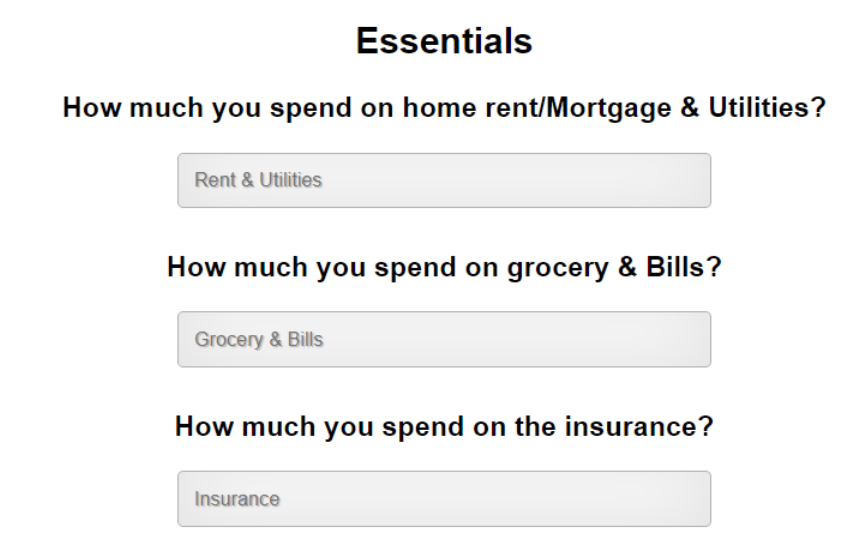 Essentials
How much you spend on home rent/Mortgage & Utilities?
Rent & Utilities
How much you spend on grocery & Bills?
Grocery & Bills
How much you spend on the insurance?
Insurance